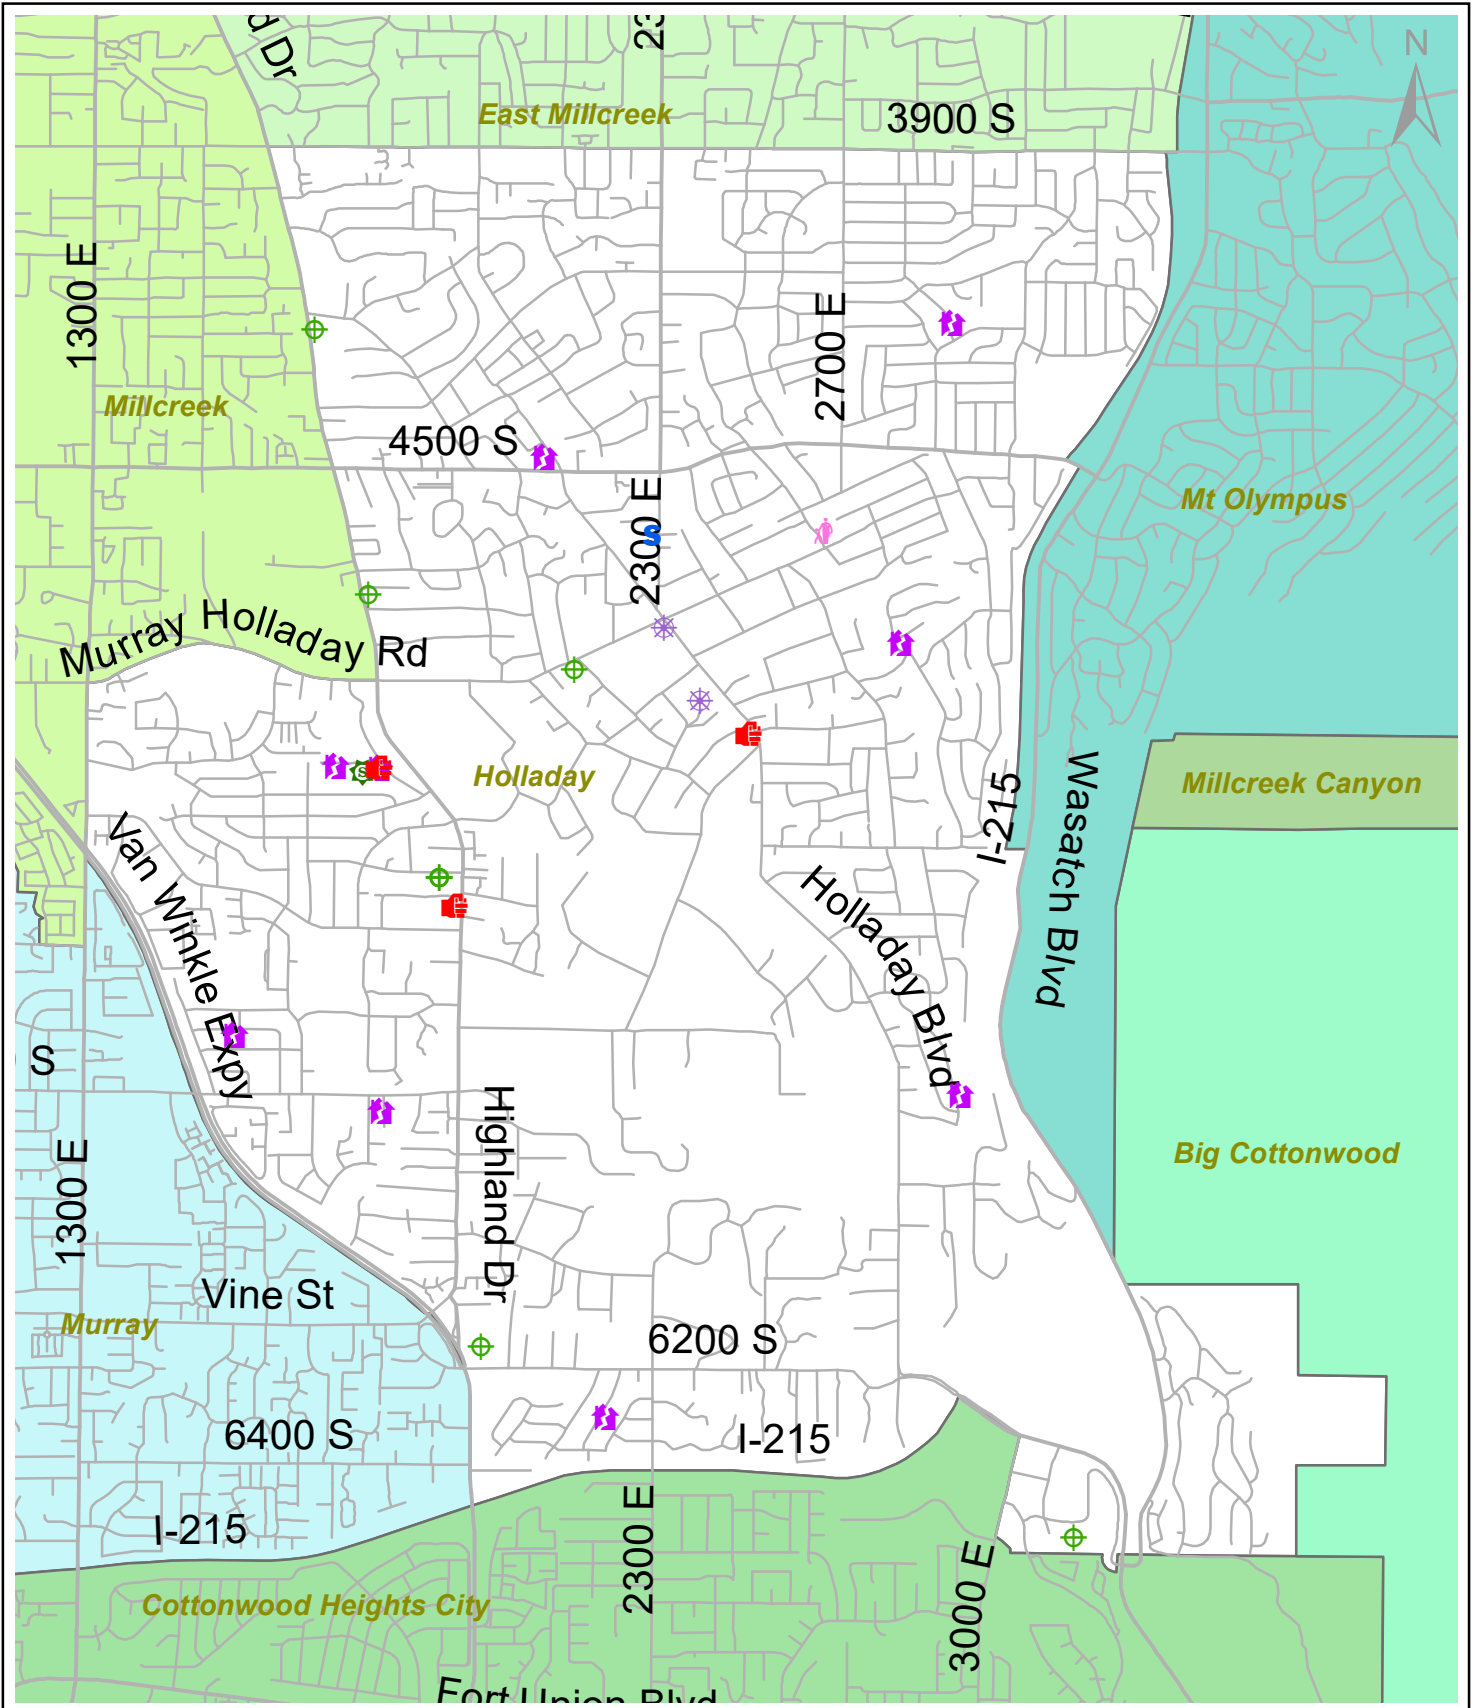 d Dr
23
N
East Millcreek
3900 S
1300 E
2700 E
Millcreek
4500 S
2300 E
S
Mt Olympus
Murray Holladay Rd
Holladay
S
I-215
Wasatch Blvd
Millcreek Canyon
Van Winkle Expy
Holladay Blvd
S
Highland Dr
1300 E
Big Cottonwood
Vine St
Murray
6200 S
6400 S
I-215
I-215
2300 E
3000 E
Cottonwood Heights City
Fort Union Blvd